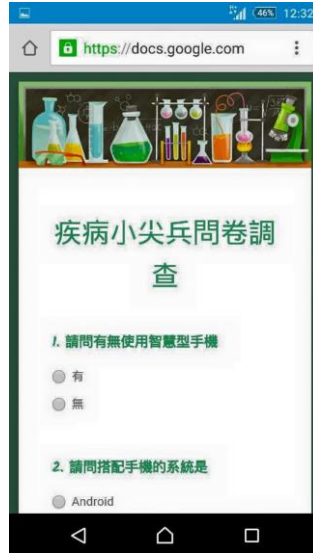 46% 12:32
https://docs.google.com
疾病小尖兵問卷調
查
1. 請問有無使用智慧型手機
有
無
2. 請問搭配手機的系統是
Android